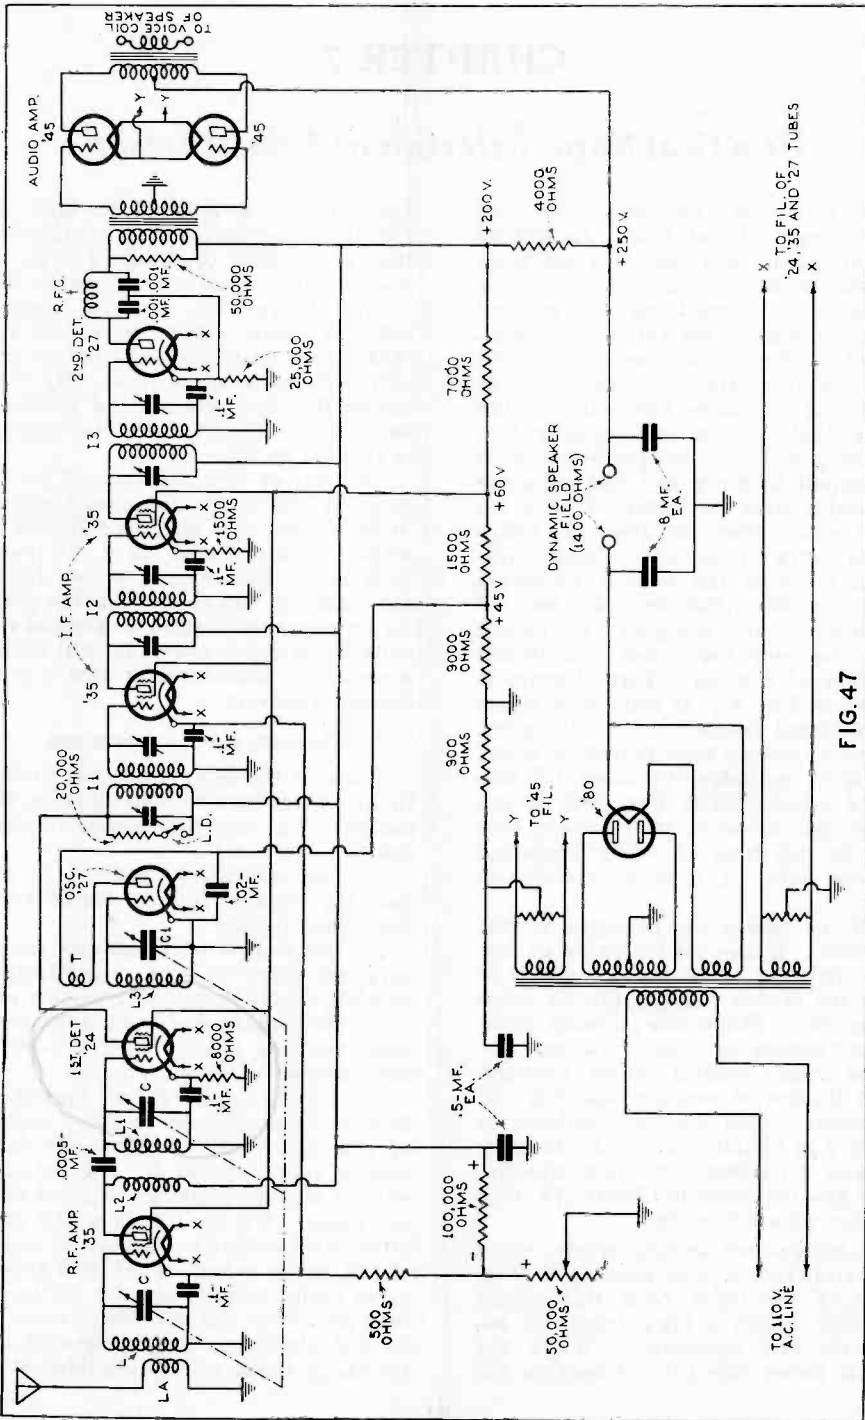 TO VOICE COIL
OF SPEAKER
AUDIO AMP.
'45
Y
Y
'45
R.F.C.
.001
MF.
.001
MF.
50,000
OHMS
2ND DET.
'27
X
X
25,000
OHMS
.1-
MF.
I3
'35
I.F. AMP.
X
X
1500
OHMS
.1-
MF.
I2
'35
X
X
.1-
MF.
I1
20,000
OHMS
L.D.
OSC.
'27
X
X
.02-
MF.
T
C1
L3
1ST DET.
'24
X
X
8000
OHMS
.1-
MF.
C
L1
.0005-
MF.
L2
R.F. AMP.
'35
X
X
.1-
MF.
C
L
LA
+200 V.
4000
OHMS
+250 V.
7000
OHMS
+60 V.
1500
OHMS
+45 V.
9000
OHMS
900
OHMS
.5-MF.
EA.
100,000
OHMS
+
-
500
OHMS
50,000
OHMS
+
-
DYNAMIC SPEAKER
FIELD
(1400 OHMS)
8 MF.
EA.
80
Y
TO '45
FIL.
Y
TO FIL. OF
'24, '35 AND '27 TUBES
X
X
TO 110 V.
A.C. LINE
FIG. 47